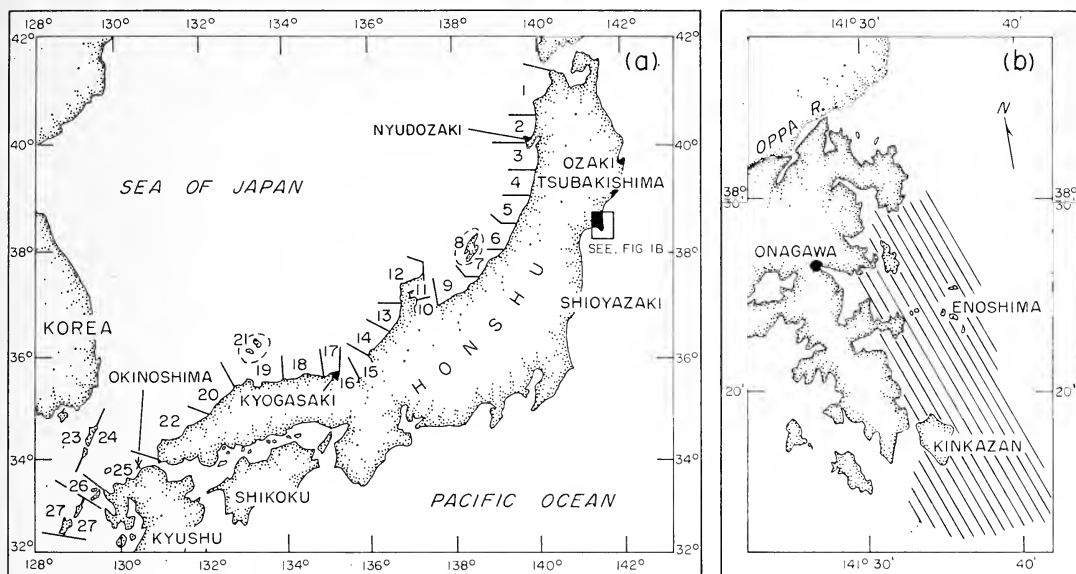 128° 130° 132° 134° 136° 138° 140° 142°
42° 42°
(a)
1
2
NYUDOZAKI
40° 40°
3
OZAKI
SEA OF JAPAN
4
TSUBAKISHIMA
5
8
6
SEE. FIG 1B
38° 38°
7
12
9
11
10
SHIOYAZAKI
13
KOREA
HONSHU
21
14
36° 36°
17
18
19
15
OKINOSHIMA
16
20
KYOGASAKI
22
23
24
34° 34°
25
26
SHIKOKU
PACIFIC OCEAN
27
27
KYUSHU
32° 32°
128° 130° 132° 134° 136° 138° 140° 142°
141° 30' 40'
(b)
N
OPPA R.
38° 30' 38° 30'
ONAGAWA
ENOSHIMA
20' 20'
KINKAZAN
141° 30' 40'